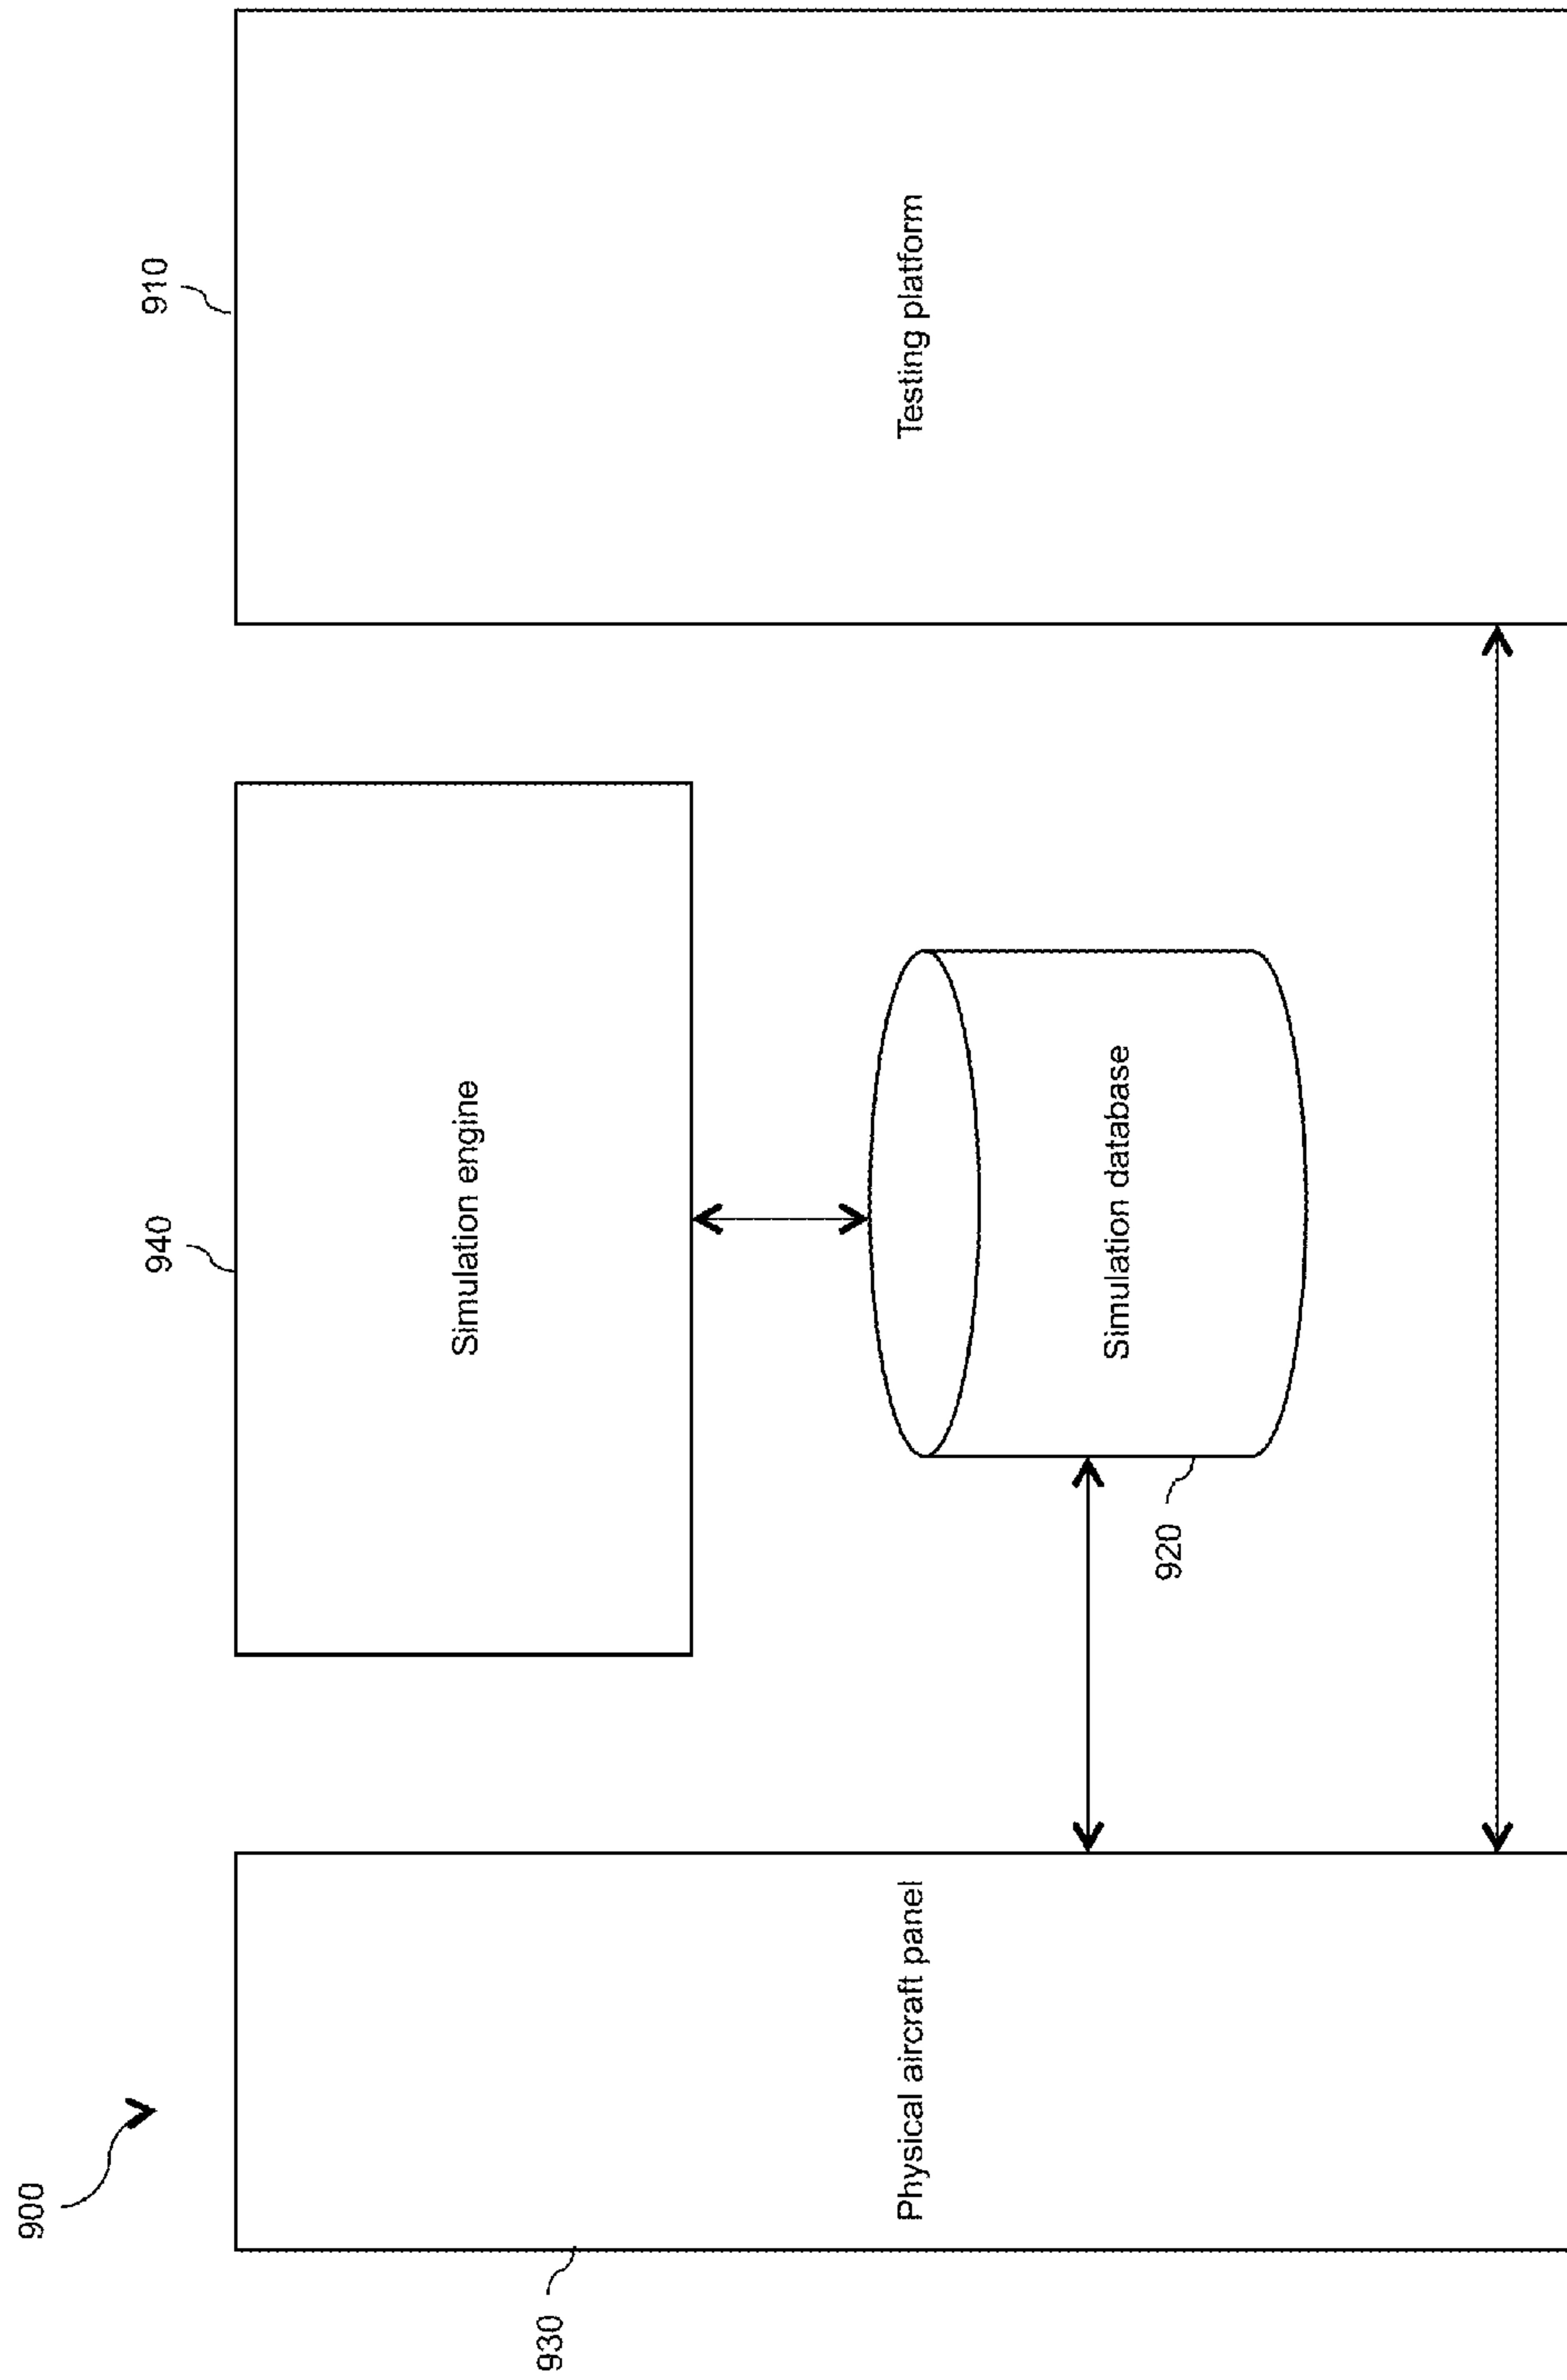 900
930
Physical aircraft panel
940
Simulation engine
Simulation database
920
910
Testing platform